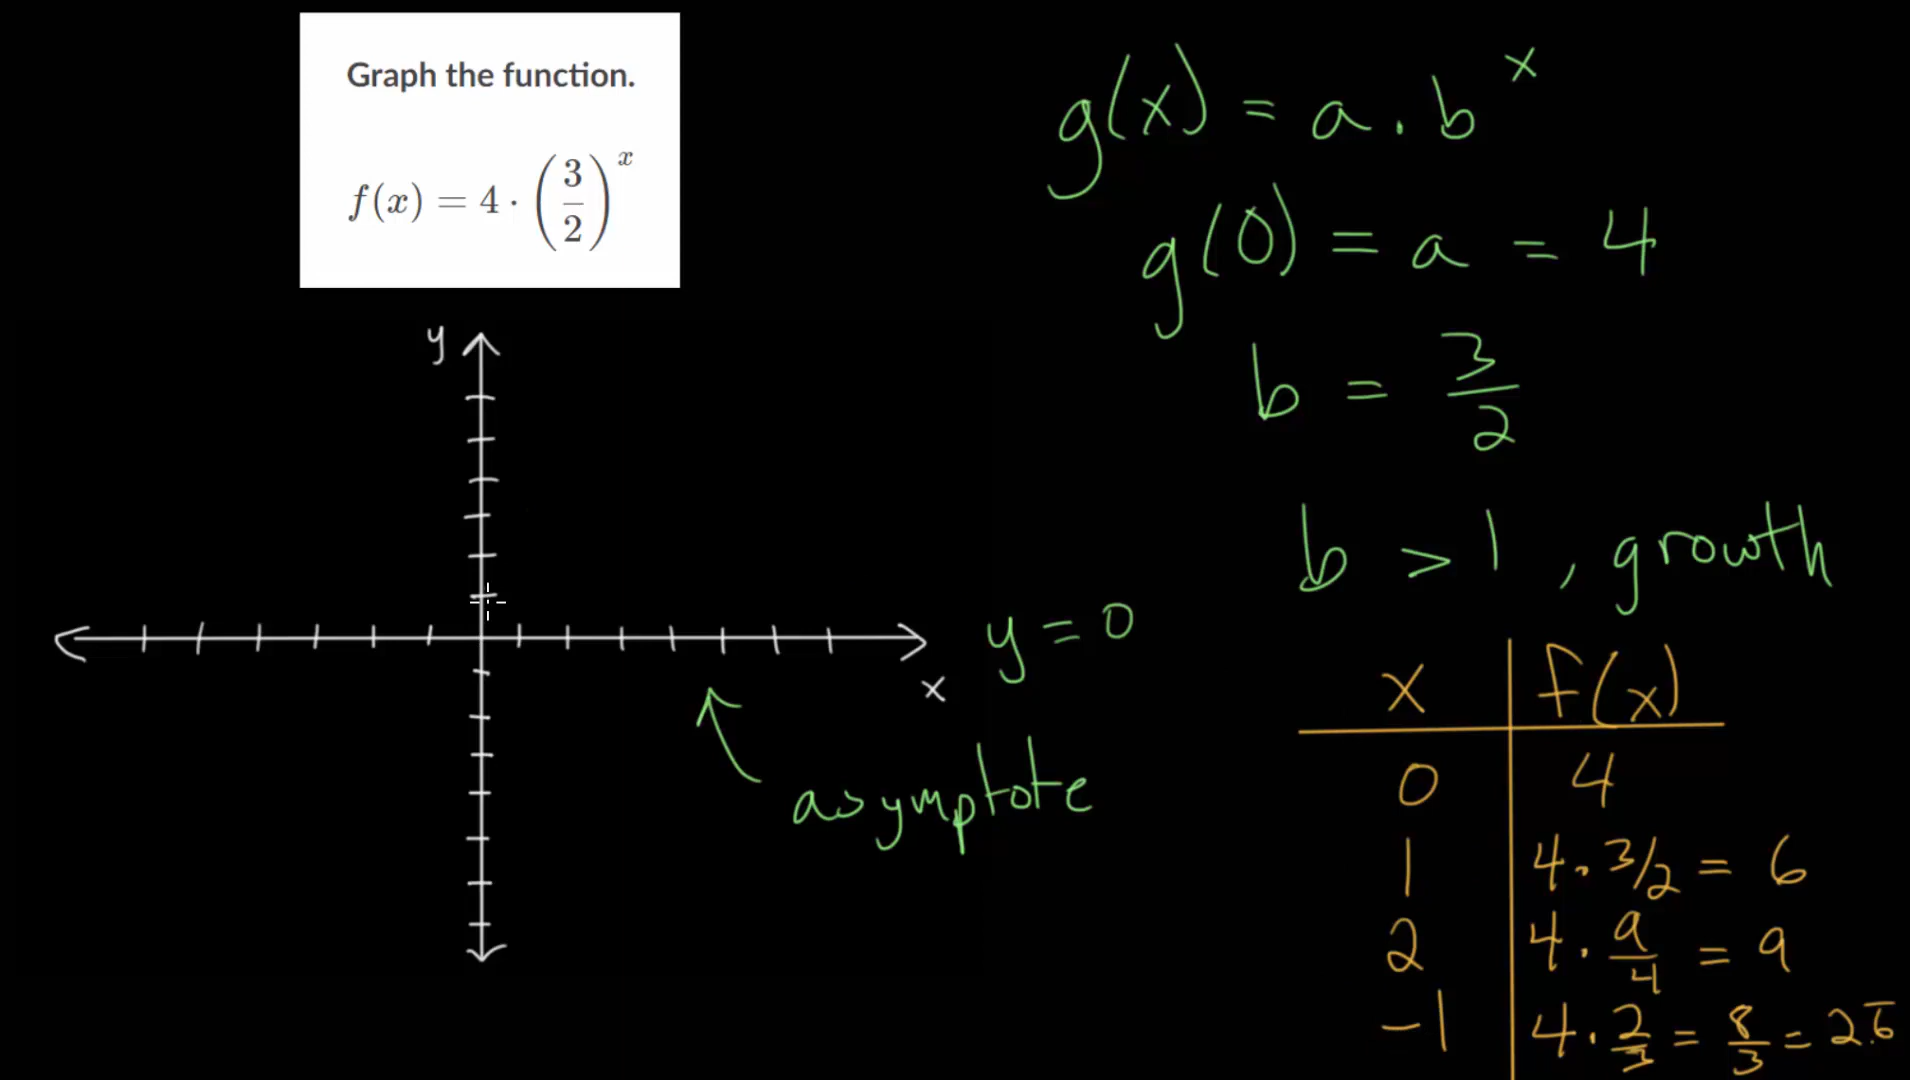 Graph the function.
f(x) = 4 · (3/2)^x
g(x) = a . b^x
g(0) = a = 4
b = 3/2
b > 1 , growth
y
x
y = 0
asymptote
x | f(x)
0 | 4
1 | 4 . 3/2 = 6
2 | 4 . 9/4 = 9
-1 | 4 . 2/3 = 8/3 = 2.6̅